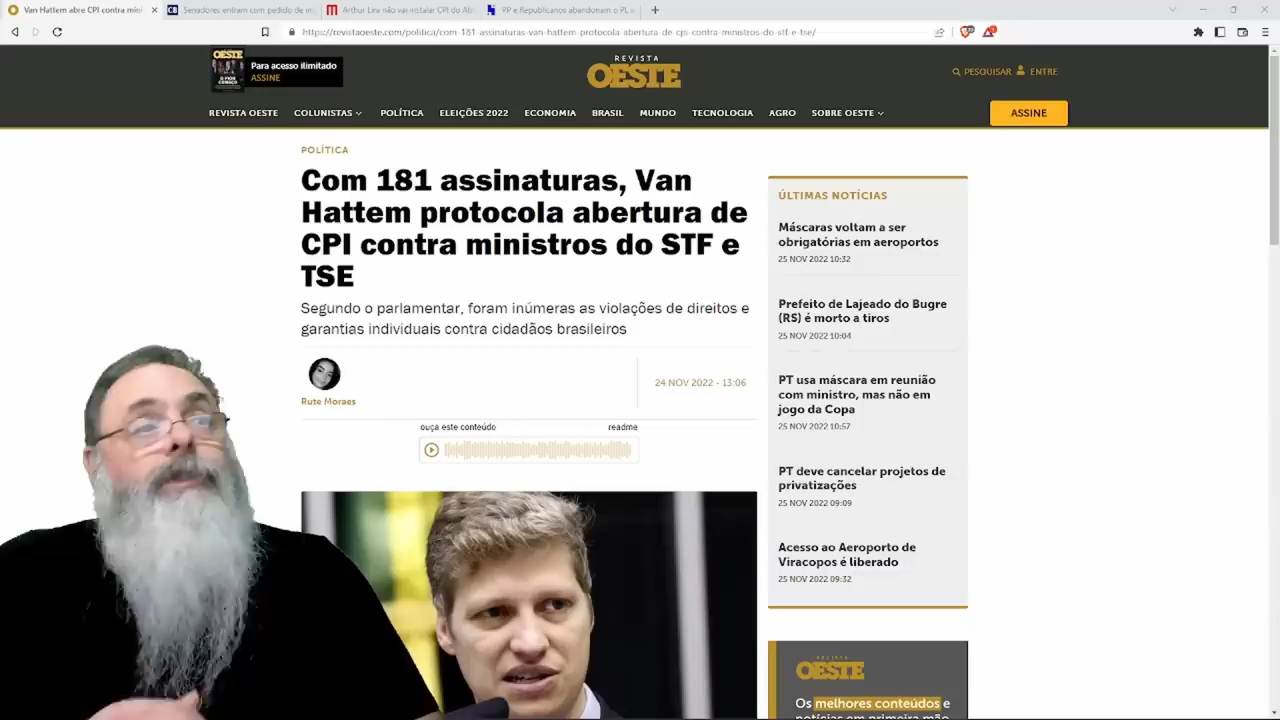 Van Hattem abre CPI contra mini
Senadores entram com pedido de im
Arthur Lira não vai instalar CPI do Ab
PP e Republicanos abandonam o PL
https://revistaoeste.com/politica/com-181-assinaturas-van-hattem-protocola-abertura-de-cpi-contra-ministros-do-stf-e-tse/
OESTE
Para acesso ilimitado
ASSINE
REVISTA
OESTE
PESQUISAR
ENTRE
REVISTA OESTE
COLUNISTAS
POLÍTICA
ELEIÇÕES 2022
ECONOMIA
BRASIL
MUNDO
TECNOLOGIA
AGRO
SOBRE OESTE
ASSINE
POLÍTICA
Com 181 assinaturas, Van
Hattem protocola abertura de
CPI contra ministros do STF e
TSE
Segundo o parlamentar, foram inúmeras as violações de direitos e
garantias individuais contra cidadãos brasileiros
Rute Moraes
24 NOV 2022 - 13:06
ouça este conteúdo
readme
ÚLTIMAS NOTÍCIAS
Máscaras voltam a ser
obrigatórias em aeroportos
25 NOV 2022 10:32
Prefeito de Lajeado do Bugre
(RS) é morto a tiros
25 NOV 2022 10:04
PT usa máscara em reunião
com ministro, mas não em
jogo da Copa
25 NOV 2022 10:57
PT deve cancelar projetos de
privatizações
25 NOV 2022 09:09
Acesso ao Aeroporto de
Viracopos é liberado
25 NOV 2022 09:32
REVISTA
OESTE
Os melhores conteúdos e
notícias em primeira mão